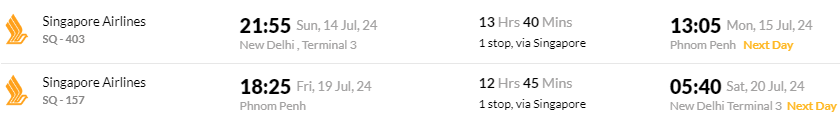 Singapore Airlines
SQ - 403
21:55 Sun, 14 Jul, 24
New Delhi , Terminal 3
13 Hrs 40 Mins
1 stop, via Singapore
13:05 Mon, 15 Jul, 24
Phnom Penh Next Day
Singapore Airlines
SQ - 157
18:25 Fri, 19 Jul, 24
Phnom Penh
12 Hrs 45 Mins
1 stop, via Singapore
05:40 Sat, 20 Jul, 24
New Delhi Terminal 3 Next Day